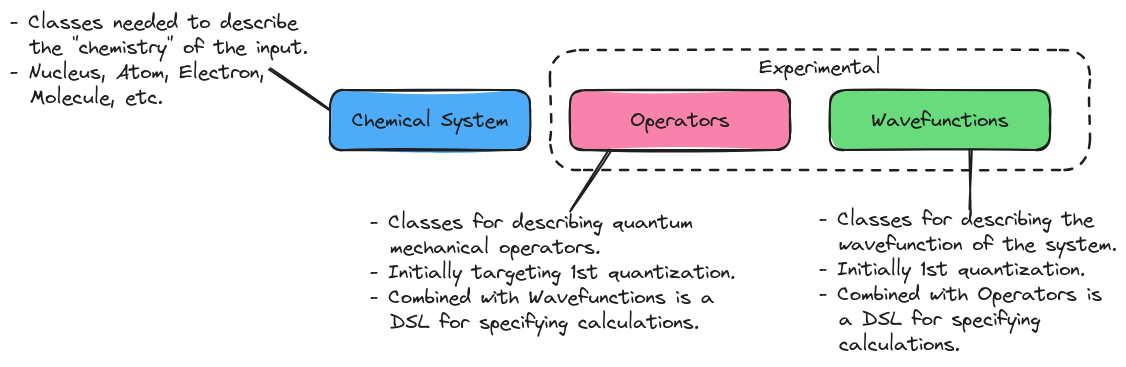 - Classes needed to describe
the "chemistry" of the input.
- Nucleus, Atom, Electron,
Molecule, etc.
Experimental
Chemical System
Operators
Wavefunctions
- Classes for describing quantum
mechanical operators.
- Initially targeting 1st quantization.
- Combined with Wavefunctions is a
DSL for specifying calculations.
- Classes for describing the
wavefunction of the system.
- Initially 1st quantization.
- Combined with Operators is
a DSL for specifying
calculations.